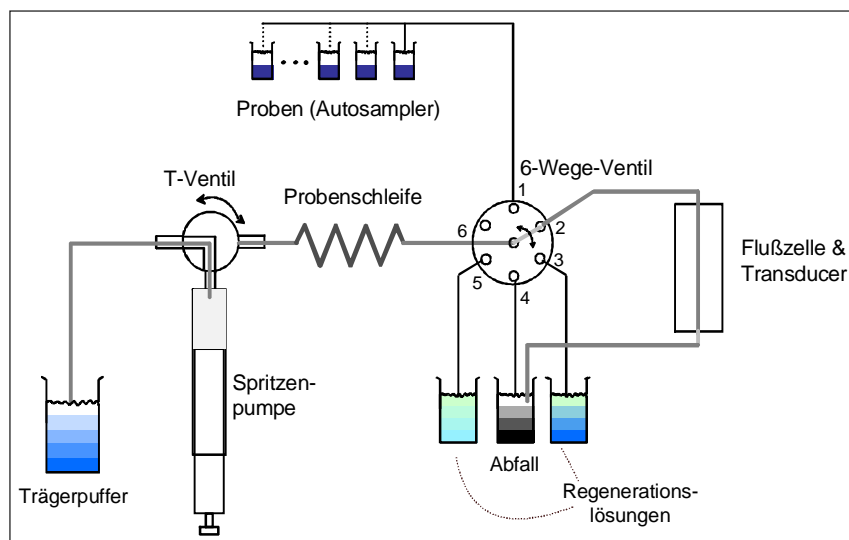 Proben (Autosampler)
6-Wege-Ventil
T-Ventil
Probenschleife
1
2
3
4
5
6
Flußzelle &
Transducer
Spritzen-
pumpe
Trägerpuffer
Abfall
Regenerations-
lösungen